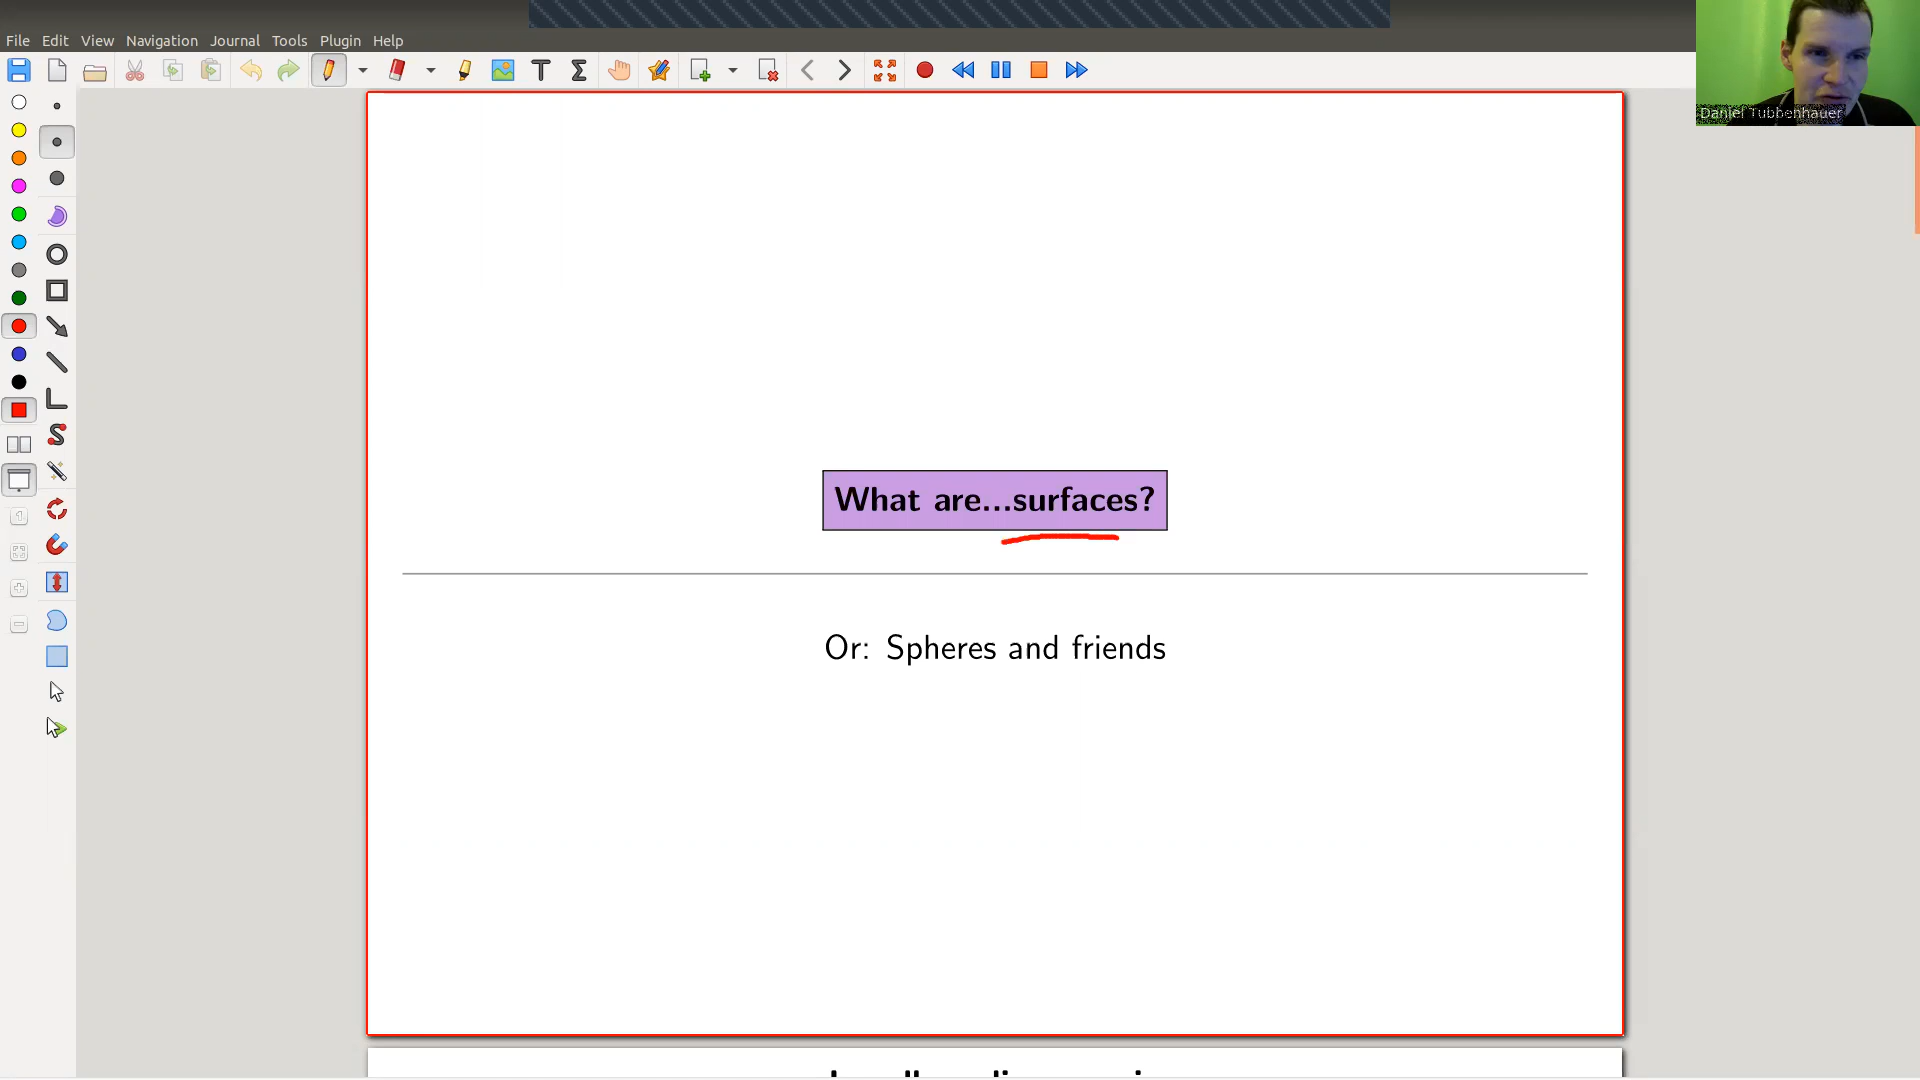 File Edit View Navigation Journal Tools Plugin Help
Daniel Tubbenhauer
What are...surfaces?
Or: Spheres and friends